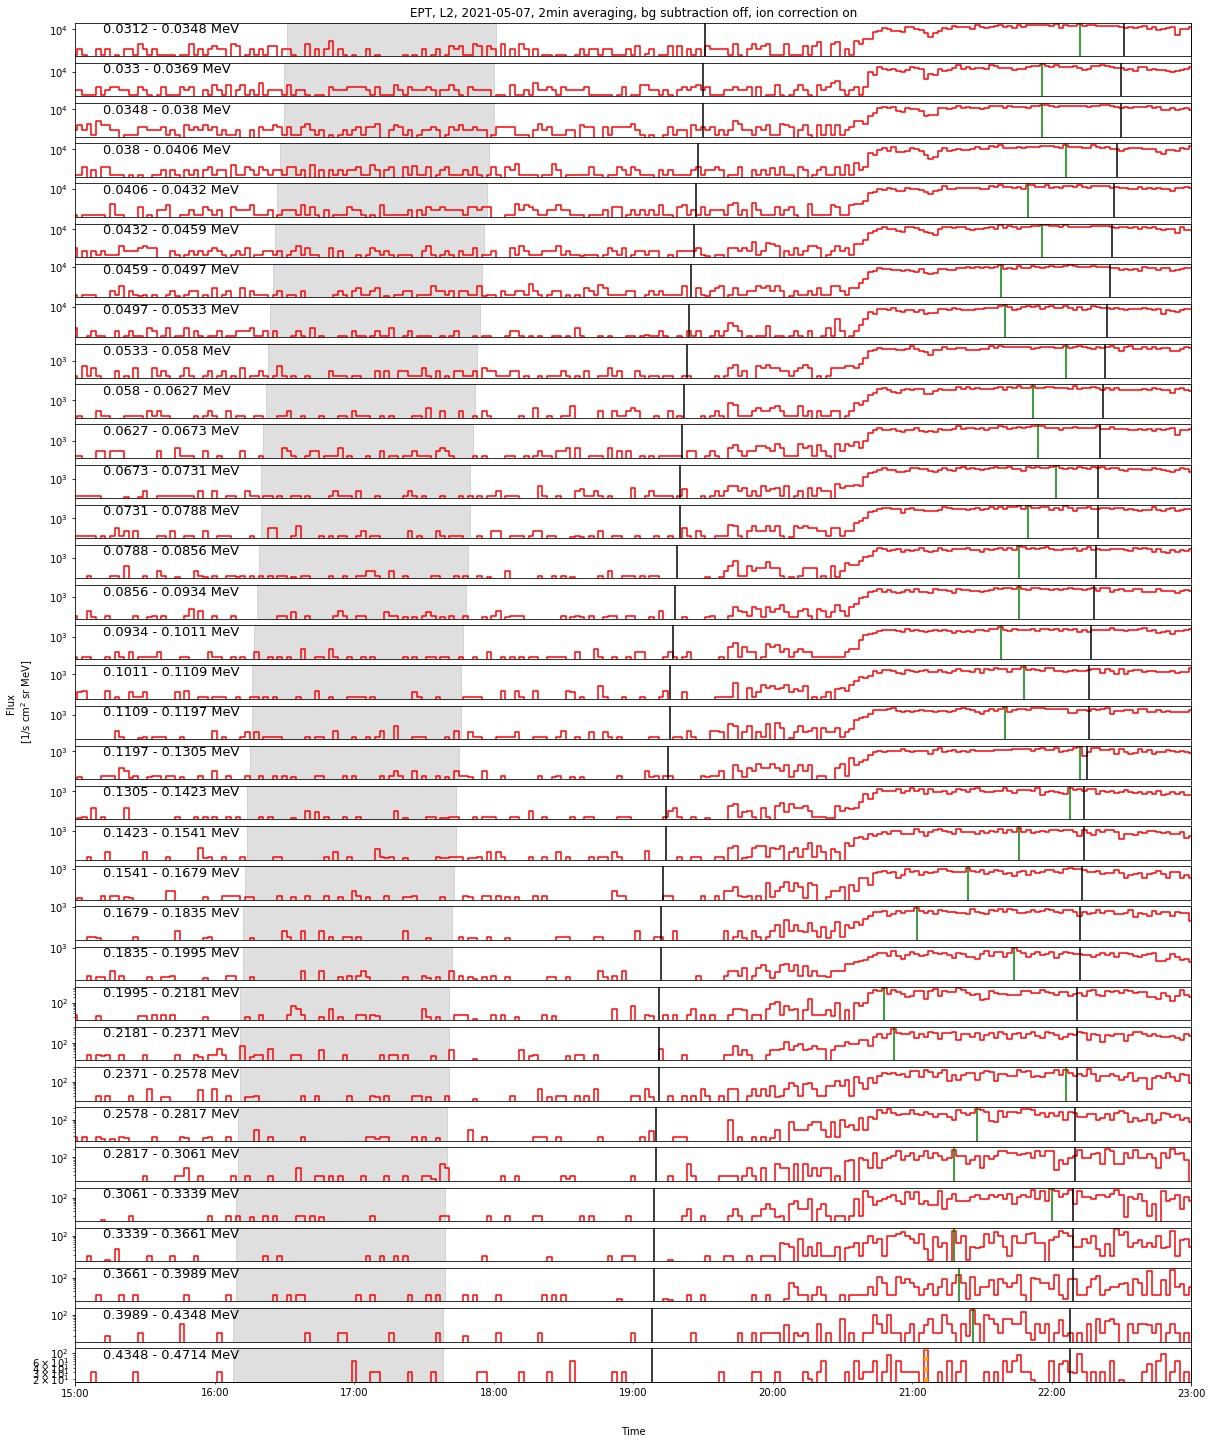 EPT, L2, 2021-05-07, 2min averaging, bg subtraction off, ion correction on
10⁴ 0.0312 - 0.0348 MeV
10⁴ 0.033 - 0.0369 MeV
10⁴ 0.0348 - 0.038 MeV
10⁴ 0.038 - 0.0406 MeV
10⁴ 0.0406 - 0.0432 MeV
10⁴ 0.0432 - 0.0459 MeV
10⁴ 0.0459 - 0.0497 MeV
10⁴ 0.0497 - 0.0533 MeV
10³ 0.0533 - 0.058 MeV
10³ 0.058 - 0.0627 MeV
10³ 0.0627 - 0.0673 MeV
10³ 0.0673 - 0.0731 MeV
10³ 0.0731 - 0.0788 MeV
10³ 0.0788 - 0.0856 MeV
10³ 0.0856 - 0.0934 MeV
10³ 0.0934 - 0.1011 MeV
10³ 0.1011 - 0.1109 MeV
10³ 0.1109 - 0.1197 MeV
10³ 0.1197 - 0.1305 MeV
10³ 0.1305 - 0.1423 MeV
10³ 0.1423 - 0.1541 MeV
10³ 0.1541 - 0.1679 MeV
10³ 0.1679 - 0.1835 MeV
10³ 0.1835 - 0.1995 MeV
10² 0.1995 - 0.2181 MeV
10² 0.2181 - 0.2371 MeV
10² 0.2371 - 0.2578 MeV
10² 0.2578 - 0.2817 MeV
10² 0.2817 - 0.3061 MeV
10² 0.3061 - 0.3339 MeV
10² 0.3339 - 0.3661 MeV
10² 0.3661 - 0.3989 MeV
10² 0.3989 - 0.4348 MeV
10² 0.4348 - 0.4714 MeV
6 × 10¹
4 × 10¹
3 × 10¹
2 × 10¹
Flux
[1/s cm² sr MeV]
15:00 16:00 17:00 18:00 19:00 20:00 21:00 22:00 23:00
Time